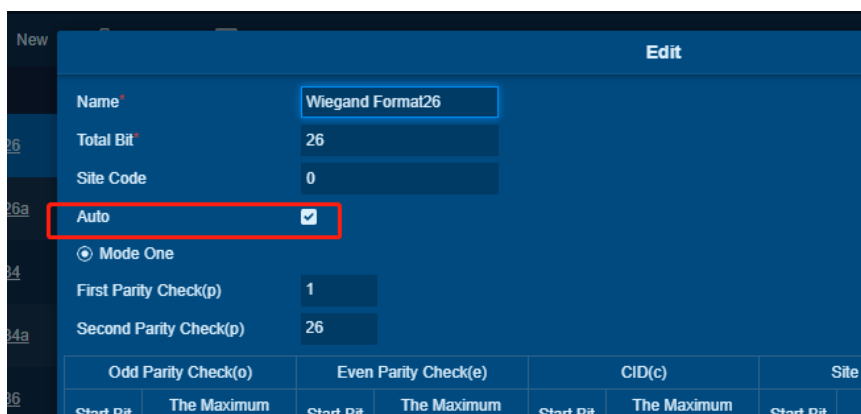 New
Edit
Name*
Wiegand Format26
Total Bit*
26
26
Site Code
0
26a
Auto
Mode One
34
First Parity Check(p)
1
Second Parity Check(p)
26
34a
Odd Parity Check(o)
Even Parity Check(e)
CID(c)
Site
36
Start Bit
The Maximum
Start Bit
The Maximum
Start Bit
The Maximum
Start Bit